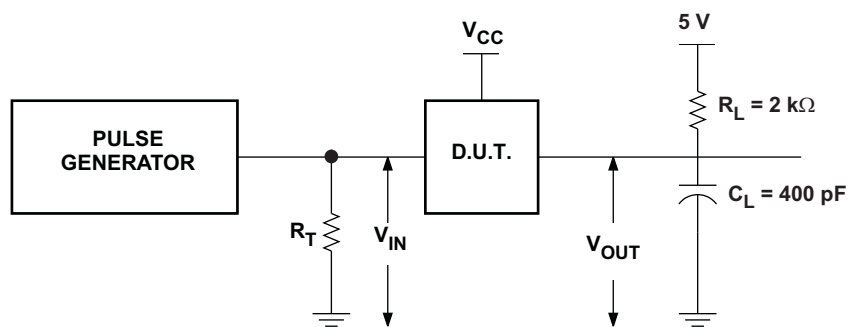 V_CC
5 V
R_L = 2 kΩ
PULSE
GENERATOR
D.U.T.
C_L = 400 pF
R_T
V_IN
V_OUT